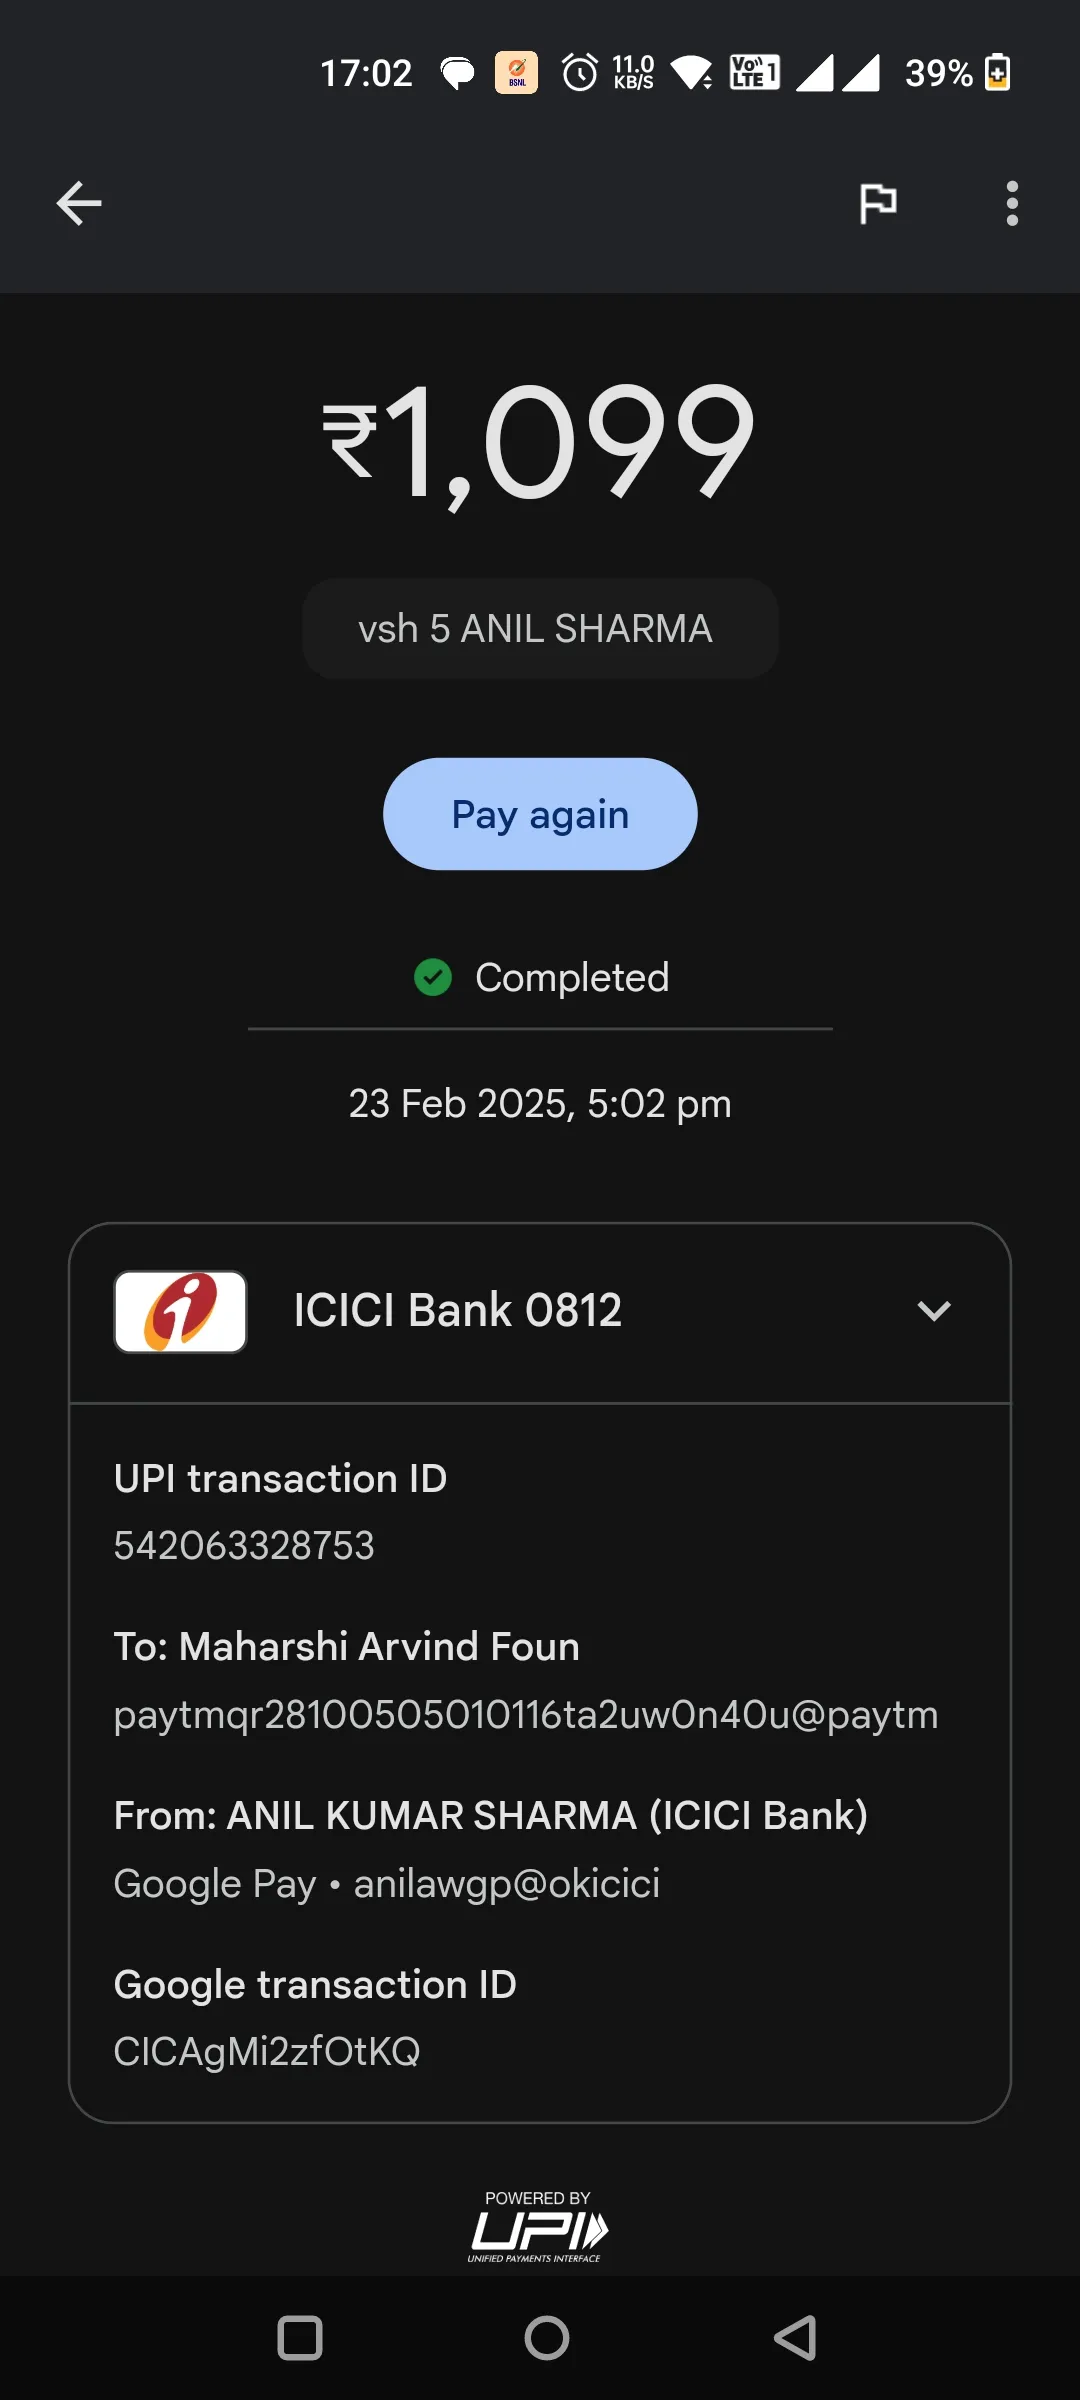 17:02 BSNL 11.0 KB/S Vo)) LTE 1 39%
₹1,099
vsh 5 ANIL SHARMA
Pay again
Completed
23 Feb 2025, 5:02 pm
ICICI Bank 0812
UPI transaction ID
542063328753
To: Maharshi Arvind Foun
paytmqr28100505010116ta2uw0n40u@paytm
From: ANIL KUMAR SHARMA (ICICI Bank)
Google Pay • anilawgp@okicici
Google transaction ID
CICAgMi2zfOtKQ
POWERED BY
UPI
UNIFIED PAYMENTS INTERFACE